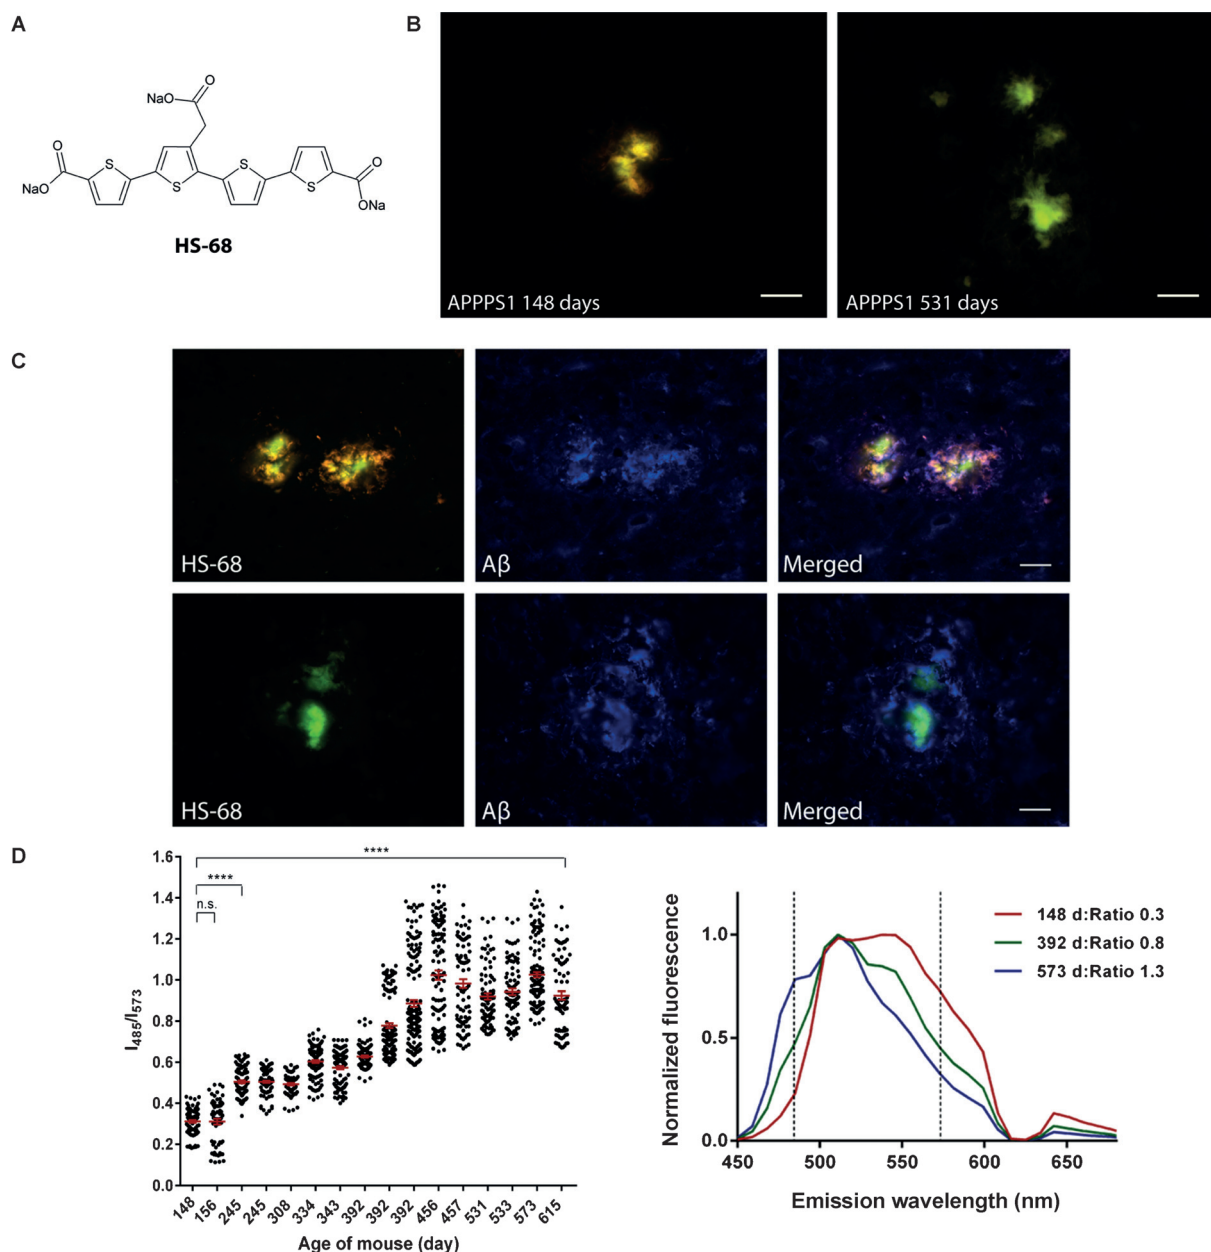 A
B
O
NaO
O
NaO
S
S
S
S
O
ONa
HS-68
APPPS1 148 days
APPPS1 531 days
C
HS-68
Aβ
Merged
HS-68
Aβ
Merged
D
****
****
n.s.
1.6
1.4
1.2
1.0
0.8
0.6
0.4
0.2
0.0
I485/I573
148 156 245 245 308 334 343 392 392 392 456 457 531 533 573 615
Age of mouse (day)
Normalized fluorescence
1.0
0.5
0.0
450 500 550 600 650
Emission wavelength (nm)
148 d:Ratio 0.3
392 d:Ratio 0.8
573 d:Ratio 1.3